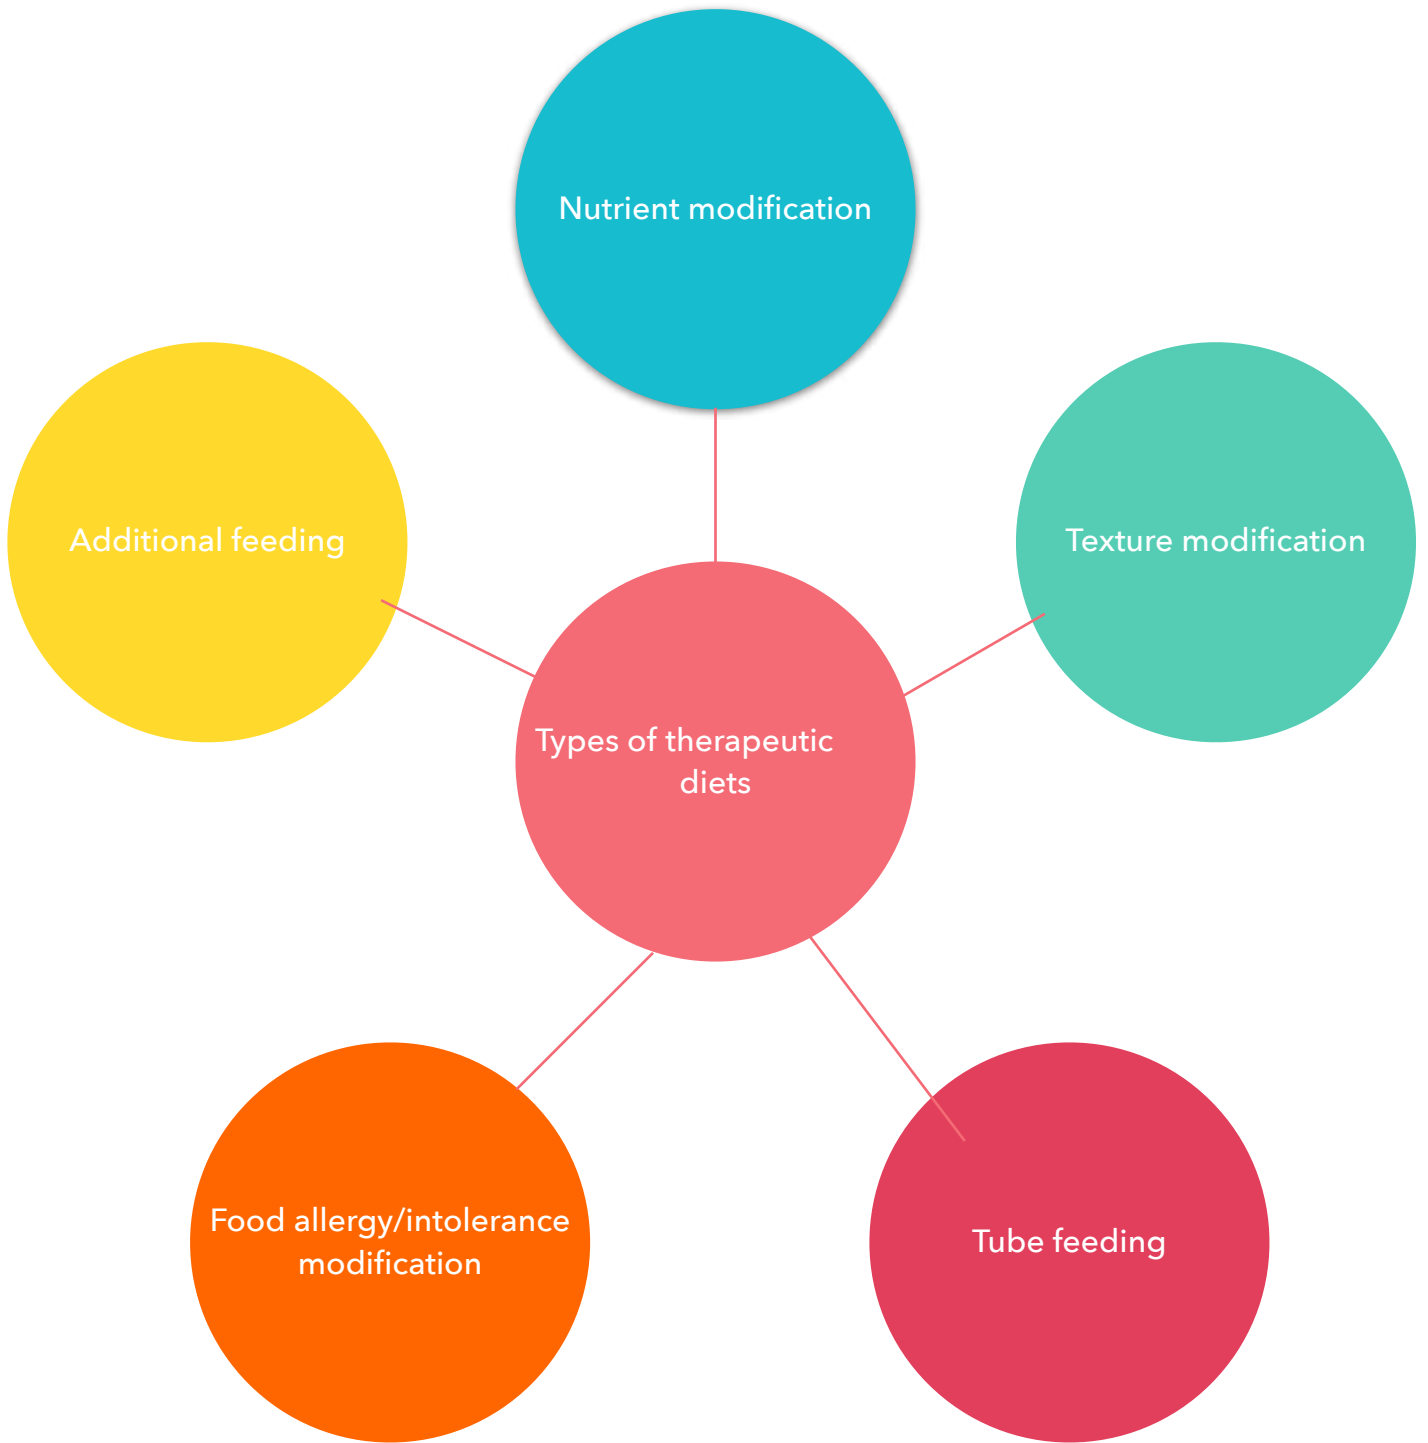 Nutrient modification
Additional feeding
Texture modification
Types of therapeutic
diets
Food allergy/intolerance
modification
Tube feeding